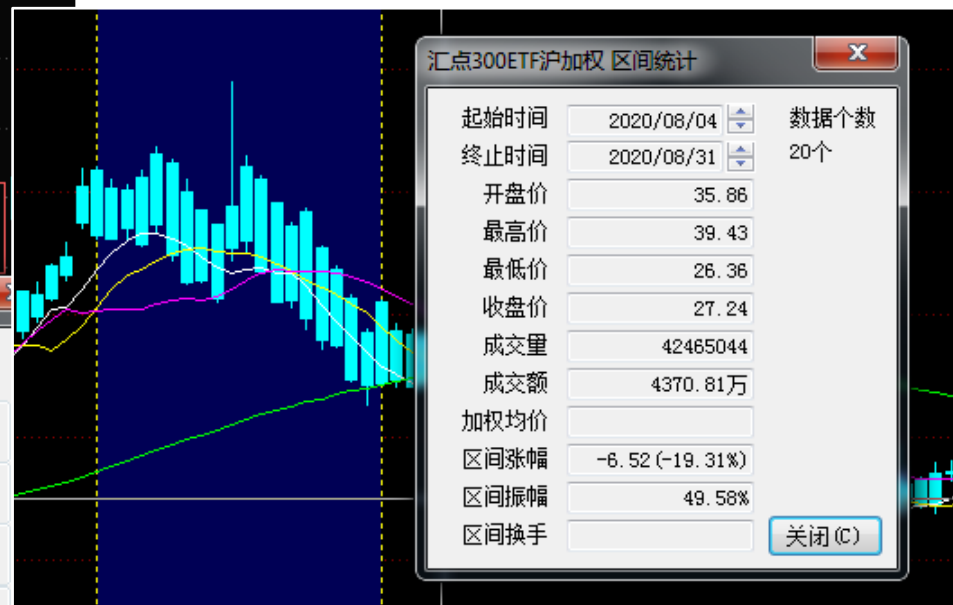 汇点300ETF沪加权 区间统计
起始时间 2020/08/04 数据个数
终止时间 2020/08/31 20个
开盘价 35.86
最高价 39.43
最低价 26.36
收盘价 27.24
成交量 42465044
成交额 4370.81万
加权均价
区间涨幅 -6.52(-19.31%)
区间振幅 49.58%
区间换手 关闭(C)